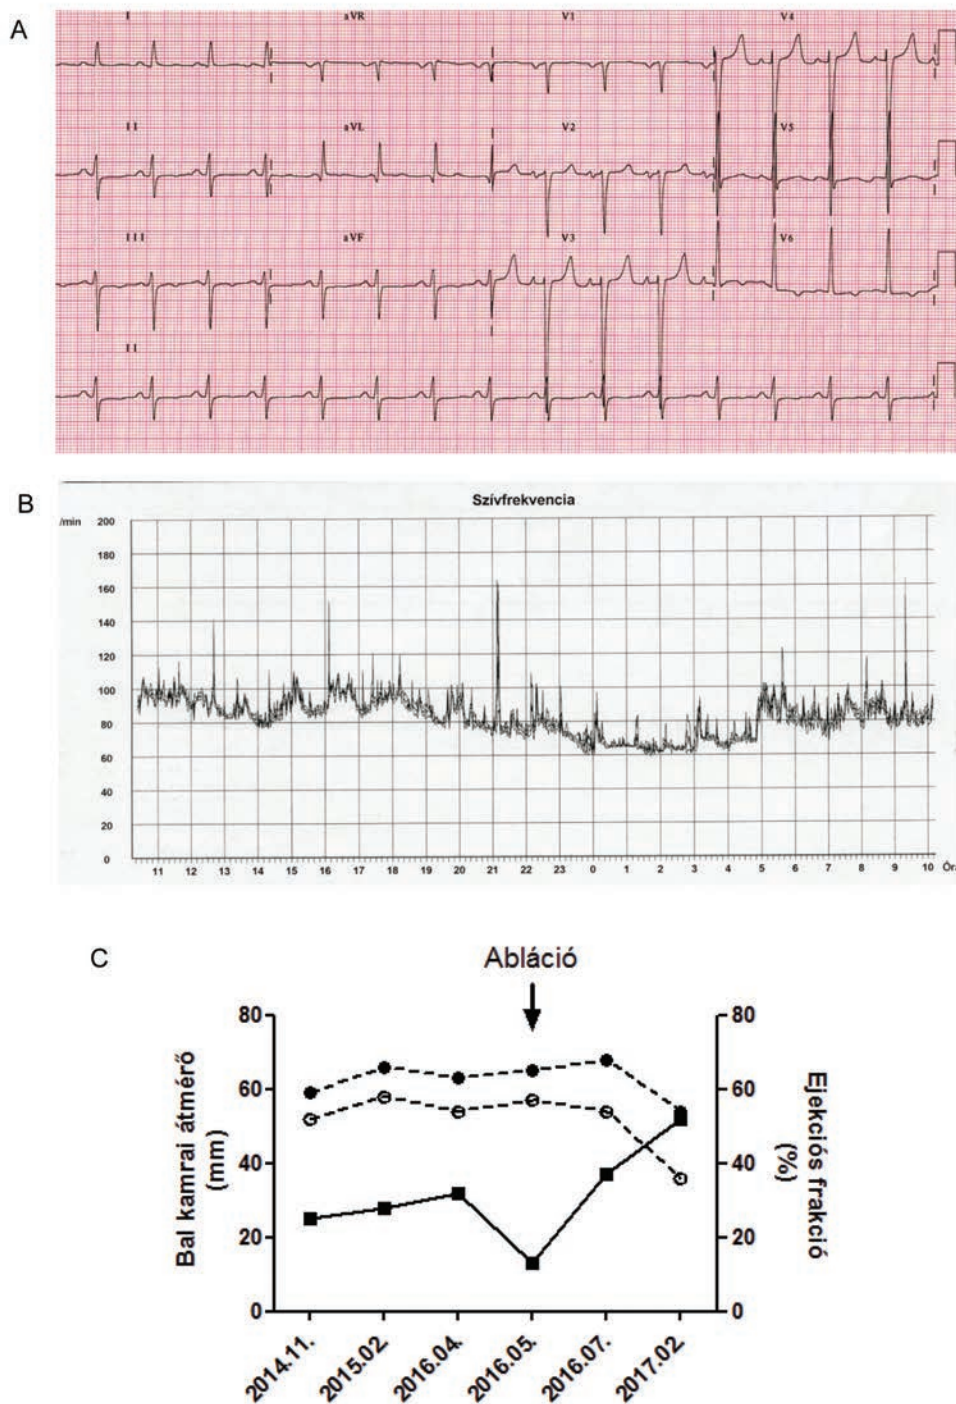 A
I aVR V1 V4
II aVL V2 V5
III aVF V3 V6
II
B
Szívfrekvencia
/min
200
180
160
140
120
100
80
60
40
20
0
11 12 13 14 15 16 17 18 19 20 21 22 23 0 1 2 3 4 5 6 7 8 9 10 Óra
C
Abláció
Bal kamrai átmérő
(mm)
80
60
40
20
0
80
60
40
20
0
Ejekciós frakció
(%)
2014.11.
2015.02.
2016.04.
2016.05.
2016.07.
2017.02.